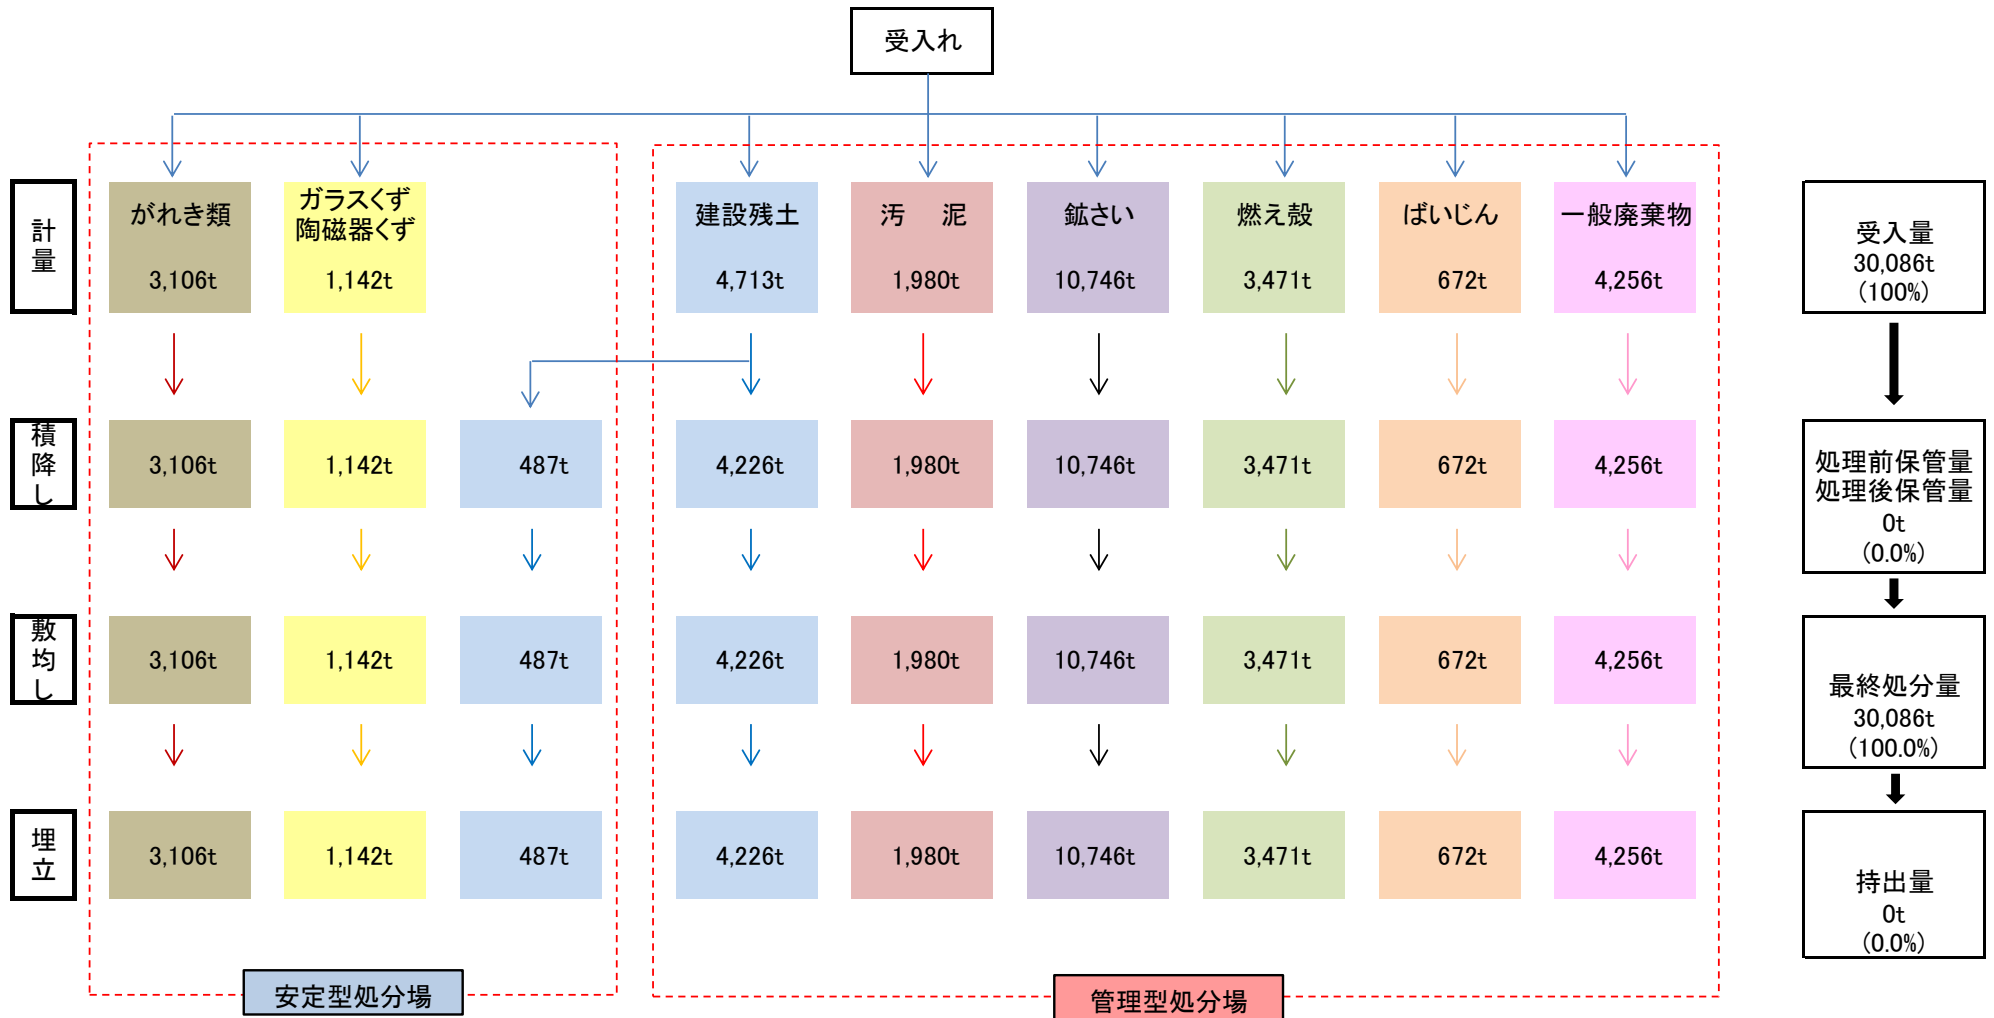 受入れ
計量
がれき類
3,106t
ガラスくず
陶磁器くず
1,142t
建設残土
4,713t
汚　泥
1,980t
鉱さい
10,746t
燃え殻
3,471t
ばいじん
672t
一般廃棄物
4,256t
受入量
30,086t
(100%)
積降し
3,106t
1,142t
487t
4,226t
1,980t
10,746t
3,471t
672t
4,256t
処理前保管量
処理後保管量
0t
(0.0%)
敷均し
3,106t
1,142t
487t
4,226t
1,980t
10,746t
3,471t
672t
4,256t
最終処分量
30,086t
(100.0%)
埋立
3,106t
1,142t
487t
4,226t
1,980t
10,746t
3,471t
672t
4,256t
持出量
0t
(0.0%)
安定型処分場
管理型処分場